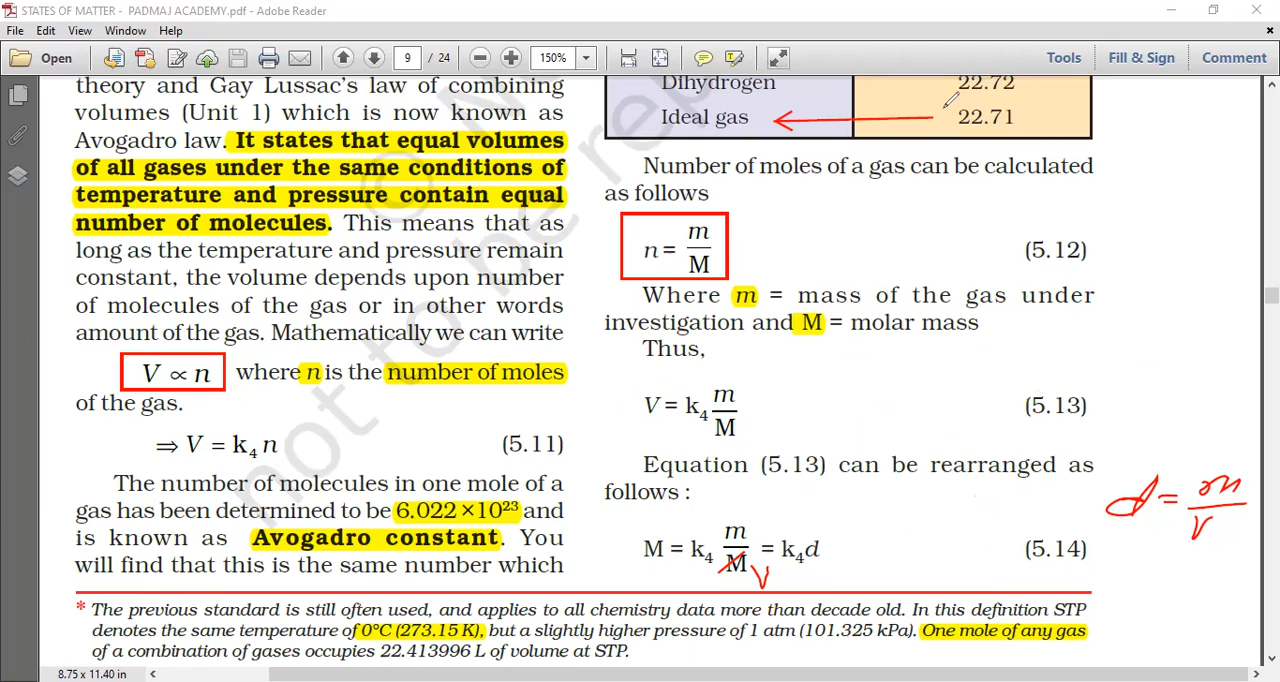 STATES OF MATTER - PADMAJ ACADEMY.pdf - Adobe Reader
File Edit View Window Help
Open 9 / 24 150% Tools Fill & Sign Comment
theory and Gay Lussac's law of combining
volumes (Unit 1) which is now known as
Avogadro law. It states that equal volumes
of all gases under the same conditions of
temperature and pressure contain equal
number of molecules. This means that as
long as the temperature and pressure remain
constant, the volume depends upon number
of molecules of the gas or in other words
amount of the gas. Mathematically we can write
V ∝ n where n is the number of moles
of the gas.
⇒ V = k₄ n (5.11)
The number of molecules in one mole of a
gas has been determined to be 6.022 ×10²³ and
is known as Avogadro constant. You
will find that this is the same number which
Dihydrogen 22.72
Ideal gas 22.71
Number of moles of a gas can be calculated
as follows
n = m/M (5.12)
Where m = mass of the gas under
investigation and M = molar mass
Thus,
V = k₄ m/M (5.13)
Equation (5.13) can be rearranged as
follows :
M = k₄ m/M = k₄d (5.14)
V
d = m/V
* The previous standard is still often used, and applies to all chemistry data more than decade old. In this definition STP
denotes the same temperature of 0°C (273.15 K), but a slightly higher pressure of 1 atm (101.325 kPa). One mole of any gas
of a combination of gases occupies 22.413996 L of volume at STP.
© N
not to be rep
8.75 x 11.40 in